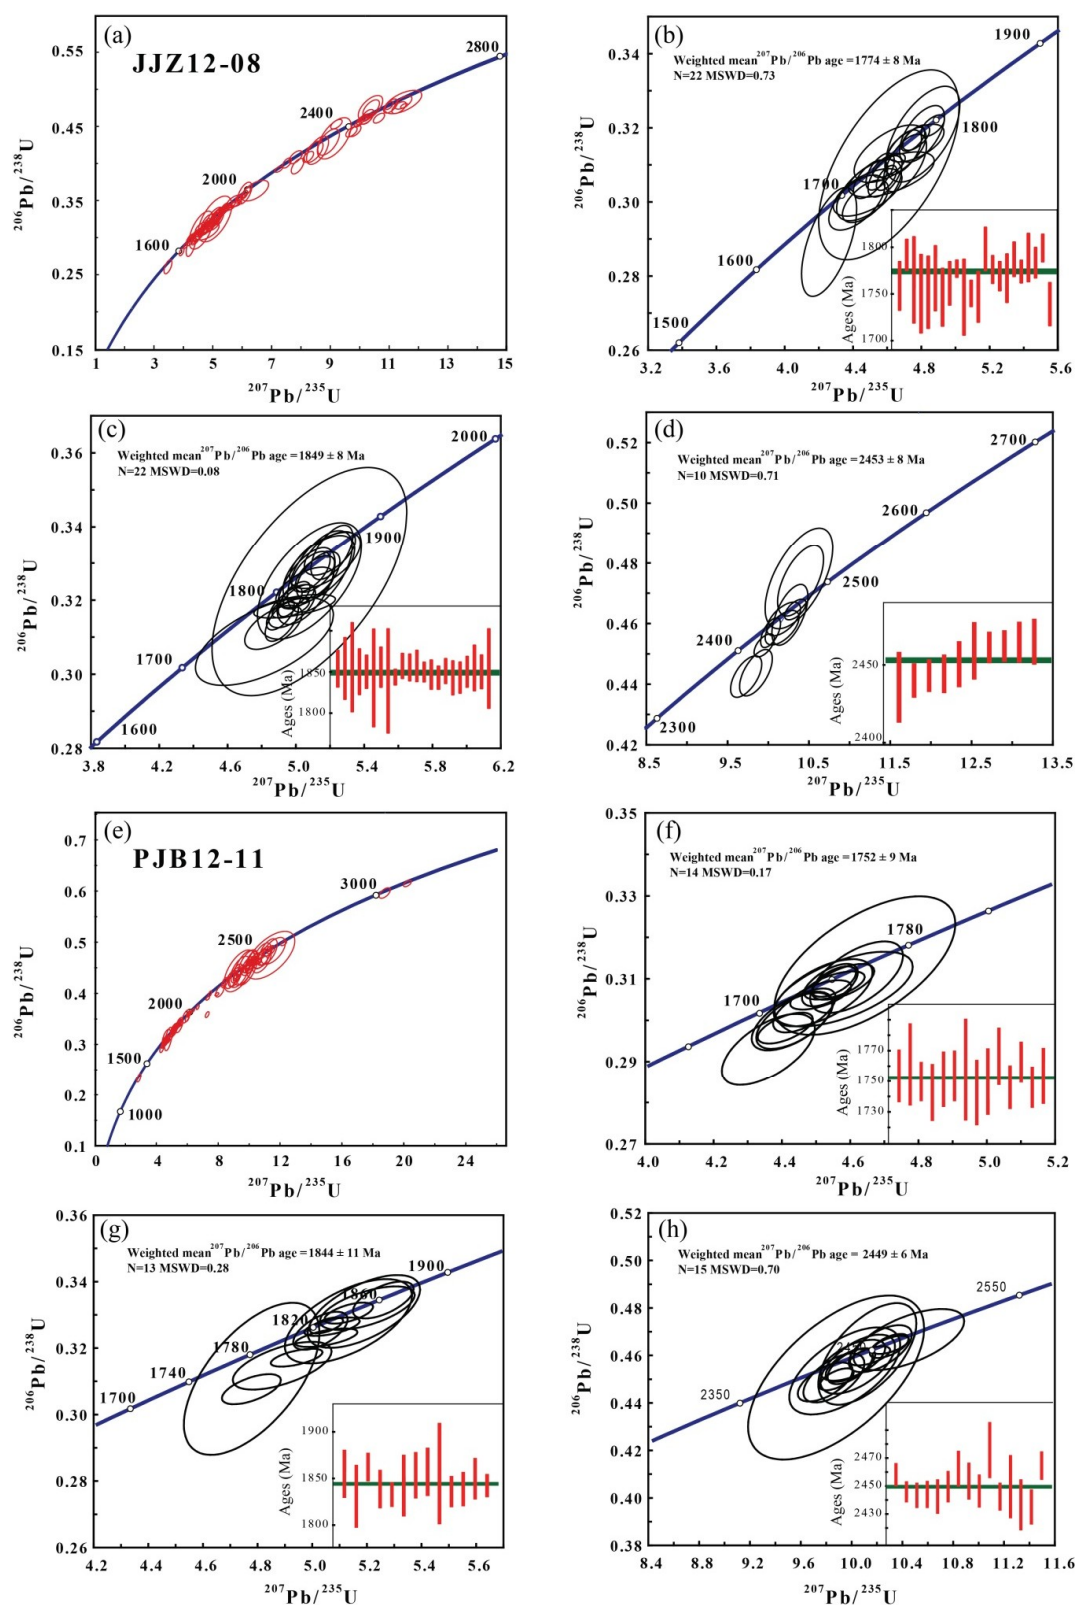 (a)
JJZ12-08
2800
2400
2000
1600
0.55
0.45
0.35
0.25
0.15
1 3 5 7 9 11 13 15
206Pb/238U
207Pb/235U
(b)
Weighted mean207Pb/206Pb age =1774 ± 8 Ma
N=22 MSWD=0.73
1900
1800
1700
1600
1500
0.34
0.32
0.30
0.28
0.26
3.2 3.6 4.0 4.4 4.8 5.2 5.6
206Pb/238U
207Pb/235U
Ages (Ma)
1800
1750
1700
(c)
Weighted mean207Pb/206Pb age =1849 ± 8 Ma
N=22 MSWD=0.08
2000
1900
1800
1700
1600
0.36
0.34
0.32
0.30
0.28
3.8 4.2 4.6 5.0 5.4 5.8 6.2
206Pb/238U
207Pb/235U
Ages (Ma)
1850
1800
(d)
Weighted mean207Pb/206Pb age =2453 ± 8 Ma
N=10 MSWD=0.71
2700
2600
2500
2400
2300
0.52
0.50
0.48
0.46
0.44
0.42
8.5 9.5 10.5 11.5 12.5 13.5
206Pb/238U
207Pb/235U
Ages (Ma)
2450
2400
(e)
PJB12-11
3000
2500
2000
1500
1000
0.7
0.6
0.5
0.4
0.3
0.2
0.1
0 4 8 12 16 20 24
206Pb/238U
207Pb/235U
(f)
Weighted mean207Pb/206Pb age =1752 ± 9 Ma
N=14 MSWD=0.17
1780
1700
0.35
0.33
0.31
0.29
0.27
4.0 4.2 4.4 4.6 4.8 5.0 5.2
206Pb/238U
207Pb/235U
Ages (Ma)
1770
1750
1730
(g)
Weighted mean207Pb/206Pb age =1844 ± 11 Ma
N=13 MSWD=0.28
1900
1860
1820
1780
1740
1700
0.36
0.34
0.32
0.30
0.28
0.26
4.2 4.4 4.6 4.8 5.0 5.2 5.4 5.6
206Pb/238U
207Pb/235U
Ages (Ma)
1900
1850
1800
(h)
Weighted mean207Pb/206Pb age = 2449 ± 6 Ma
N=15 MSWD=0.70
2550
2350
0.52
0.50
0.48
0.46
0.44
0.42
0.40
0.38
8.4 8.8 9.2 9.6 10.0 10.4 10.8 11.2 11.6
206Pb/238U
207Pb/235U
Ages (Ma)
2470
2450
2430